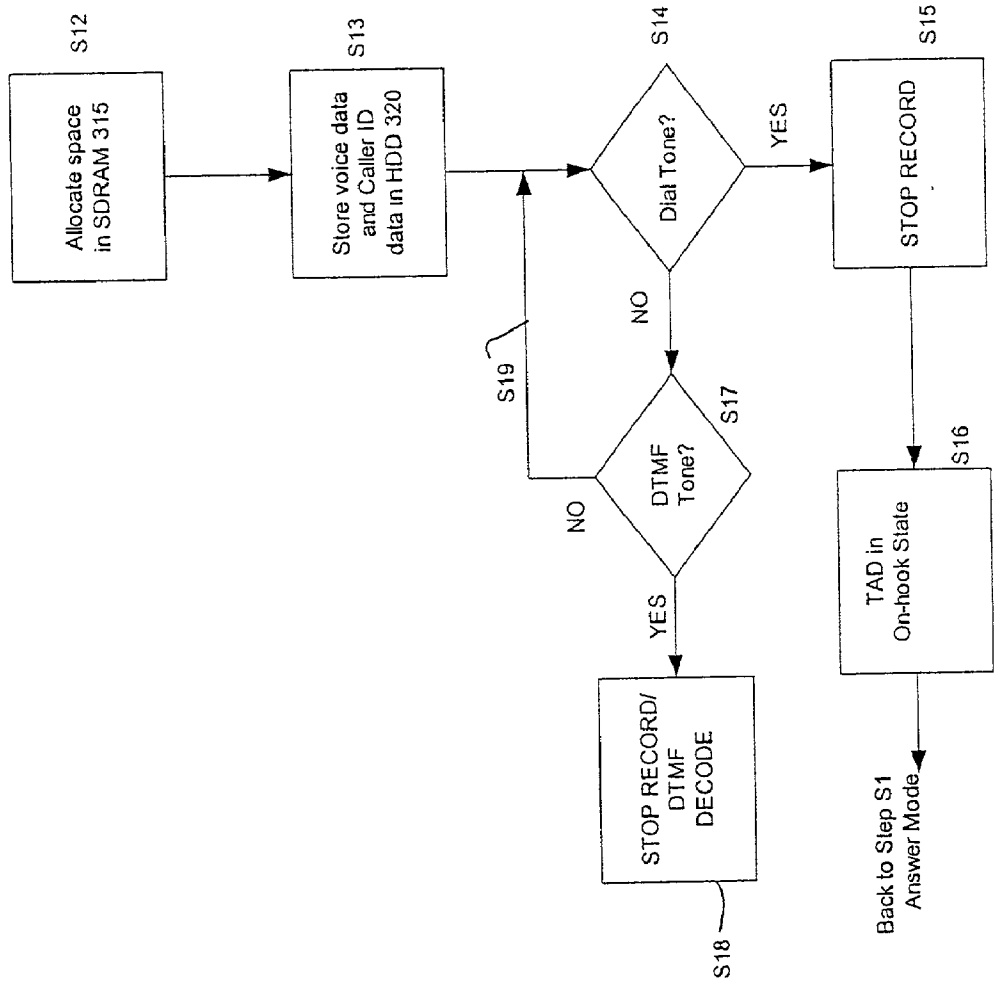 Allocate space
in SDRAM 315
S12
Store voice data
and Caller ID
data in HDD 320
S13
S19
Dial Tone?
S14
NO
YES
DTMF
Tone?
S17
NO
YES
STOP RECORD
S15
STOP RECORD/
DTMF
DECODE
S18
TAD in
On-hook State
S16
Back to Step S1
Answer Mode